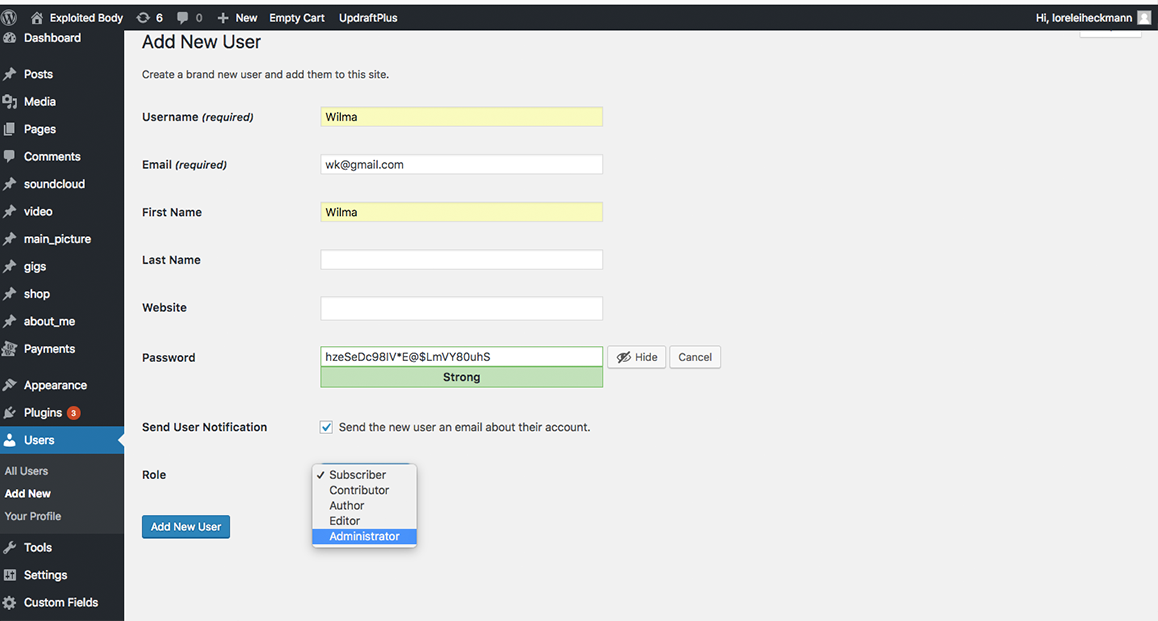 Exploited Body 6 0 New Empty Cart UpdraftPlus Hi, loreleiheckmann
Dashboard
Posts
Media
Pages
Comments
soundcloud
video
main_picture
gigs
shop
about_me
Payments
Appearance
Plugins 3
Users
All Users
Add New
Your Profile
Tools
Settings
Custom Fields
Add New User
Create a brand new user and add them to this site.
Username (required) Wilma
Email (required) wk@gmail.com
First Name Wilma
Last Name
Website
Password hzeSeDc98lV*E@$LmVY80uhS Hide Cancel
Strong
Send User Notification Send the new user an email about their account.
Role ✓ Subscriber
Contributor
Author
Editor
Administrator
Add New User